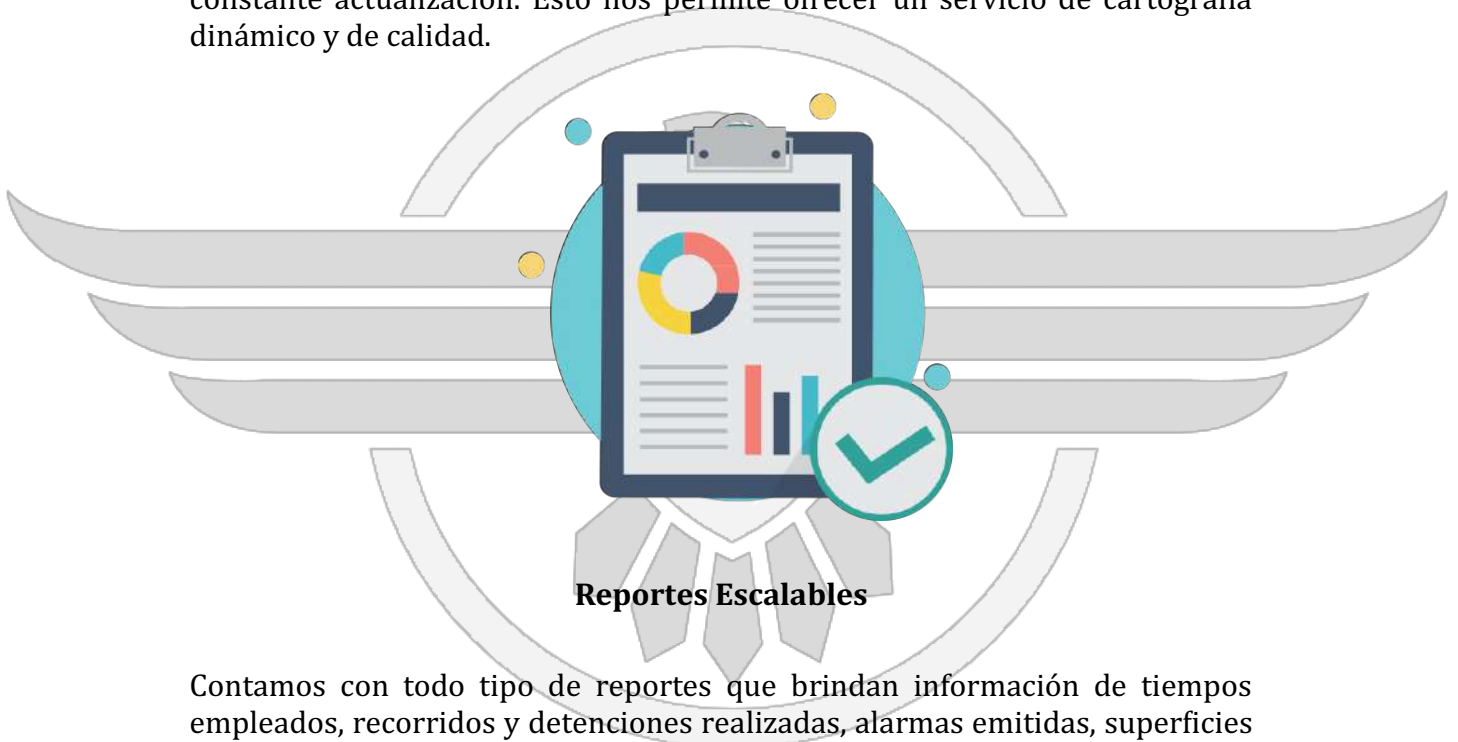 constante actualización. Esto nos permite ofrecer un servicio de cartografía
dinámico y de calidad.
Reportes Escalables
Contamos con todo tipo de reportes que brindan información de tiempos
empleados, recorridos y detenciones realizadas, alarmas emitidas, superficies